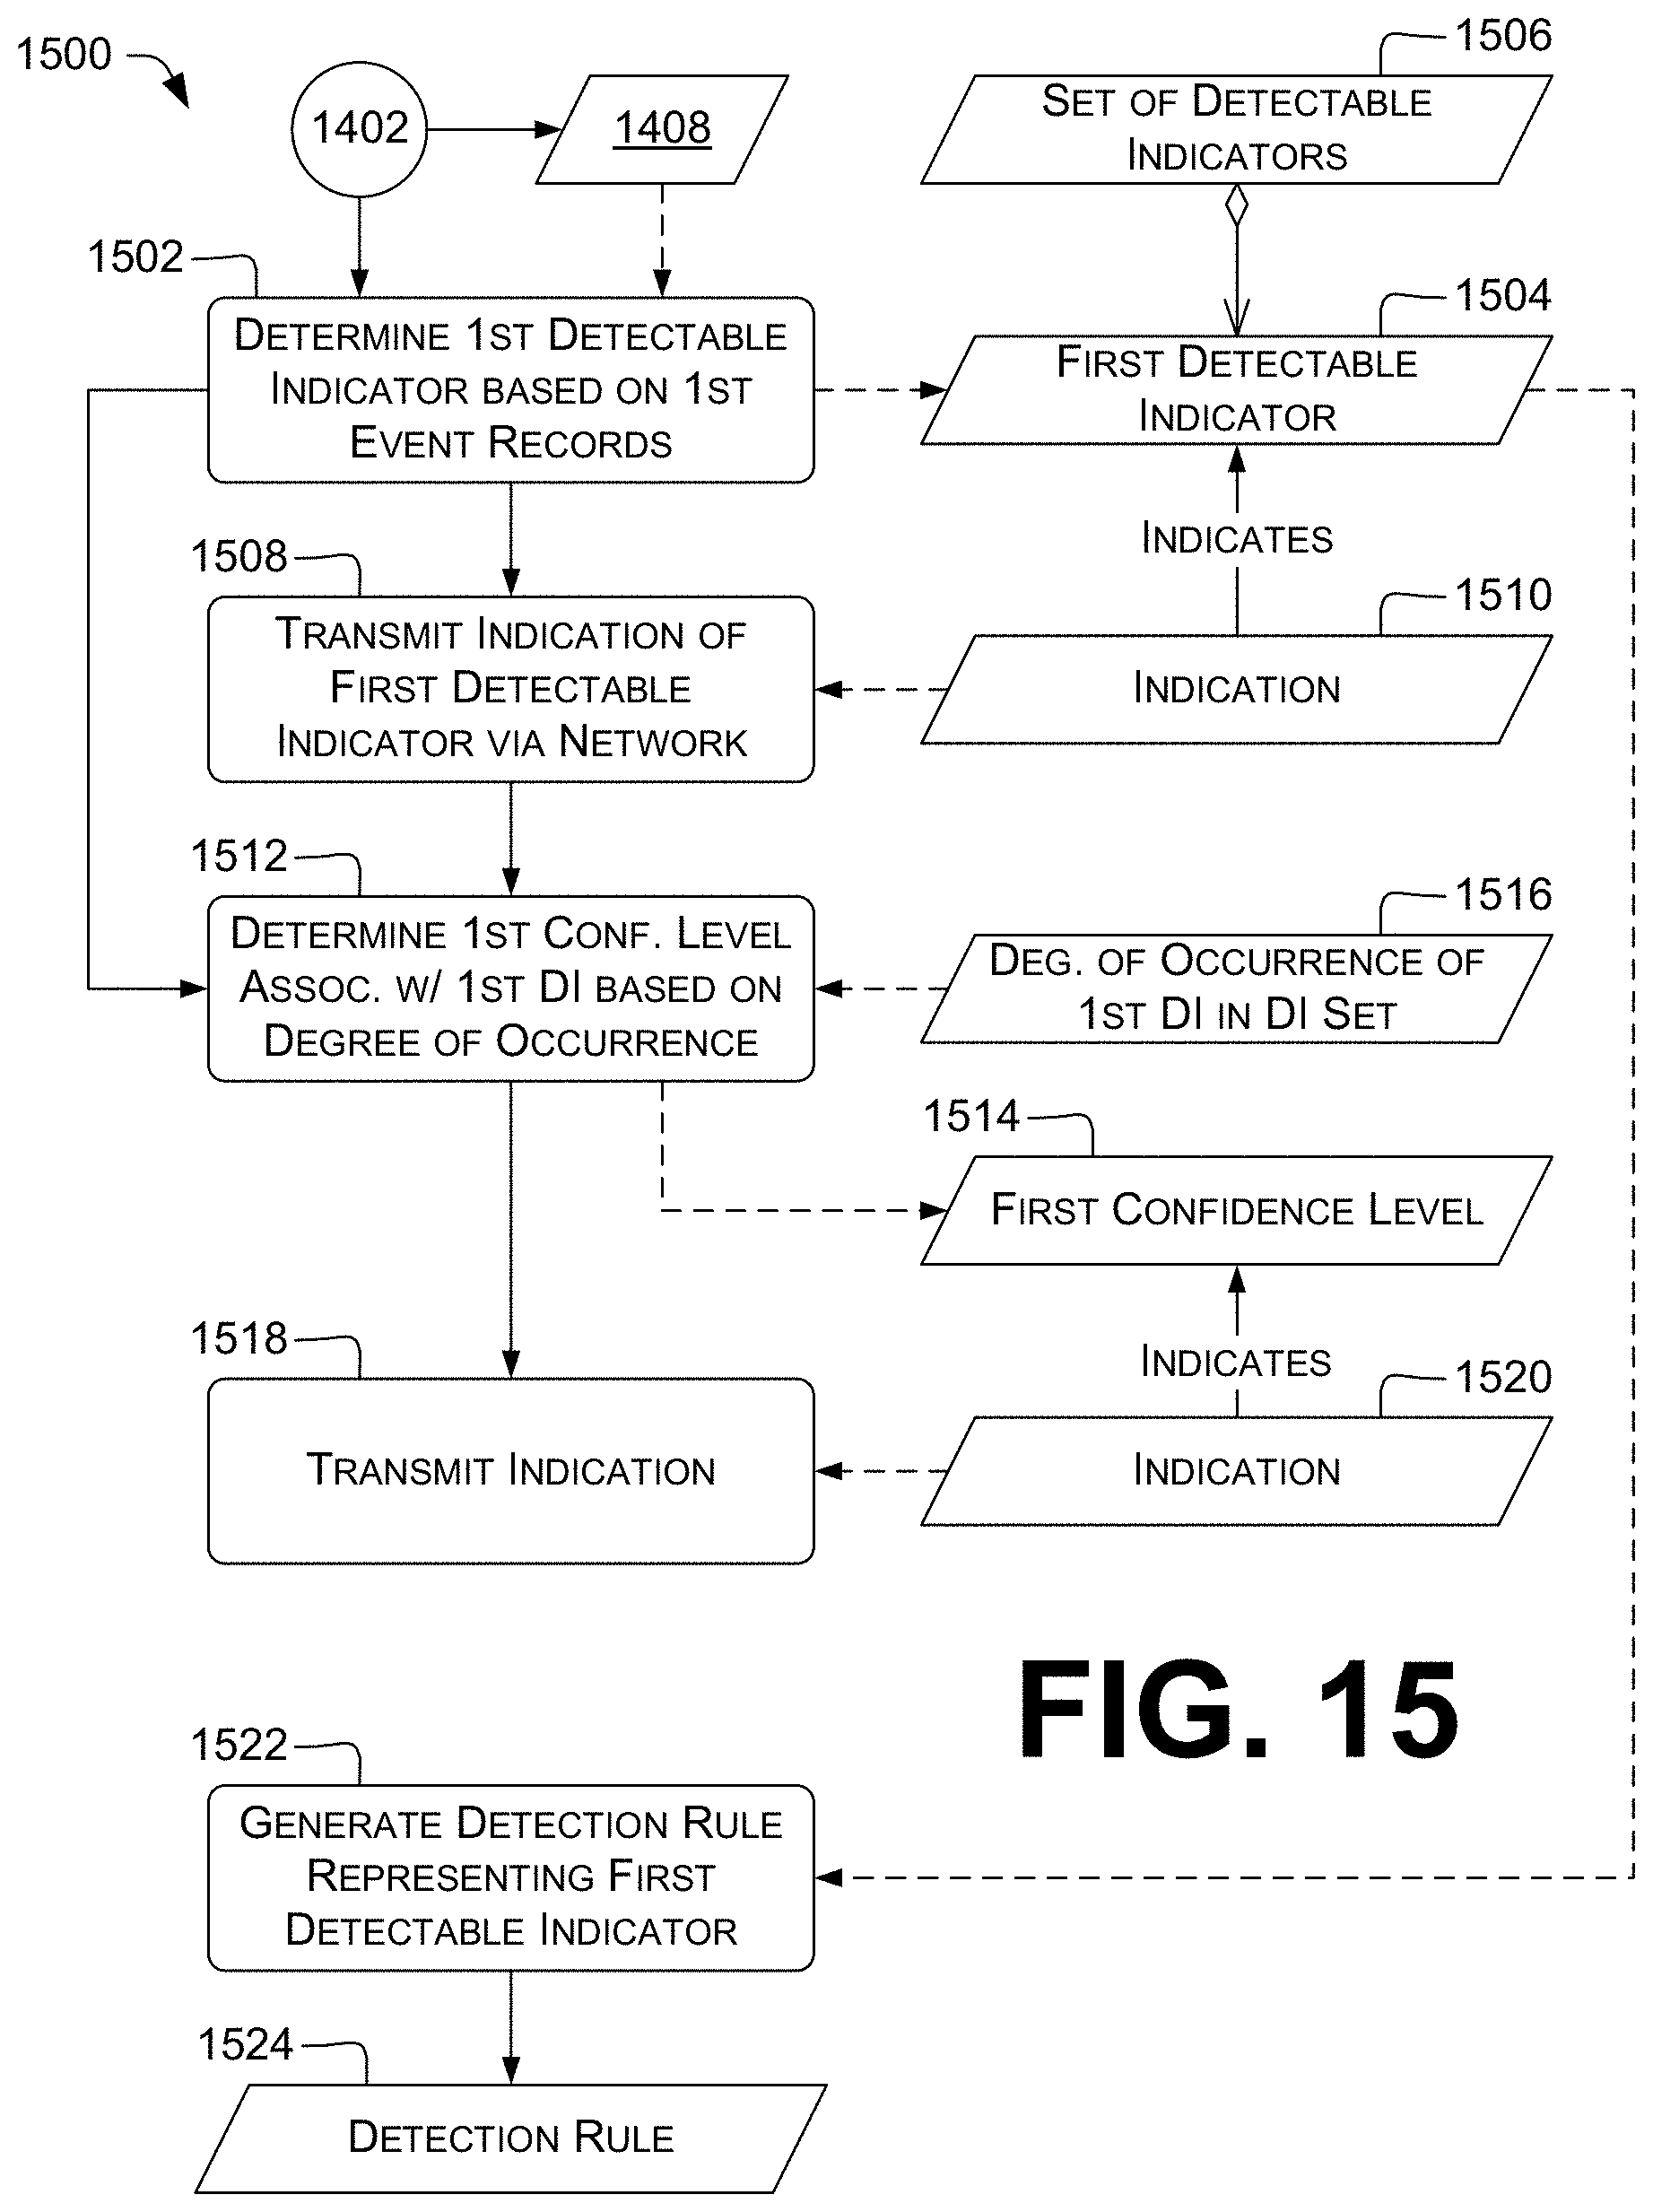 1500
1402
1408
1506
SET OF DETECTABLE
INDICATORS
1502
DETERMINE 1ST DETECTABLE
INDICATOR BASED ON 1ST
EVENT RECORDS
1504
FIRST DETECTABLE
INDICATOR
INDICATES
1508
TRANSMIT INDICATION OF
FIRST DETECTABLE
INDICATOR VIA NETWORK
1510
INDICATION
1512
DETERMINE 1ST CONF. LEVEL
ASSOC. W/ 1ST DI BASED ON
DEGREE OF OCCURRENCE
1516
DEG. OF OCCURRENCE OF
1ST DI IN DI SET
1514
FIRST CONFIDENCE LEVEL
INDICATES
1518
TRANSMIT INDICATION
1520
INDICATION
FIG. 15
1522
GENERATE DETECTION RULE
REPRESENTING FIRST
DETECTABLE INDICATOR
1524
DETECTION RULE